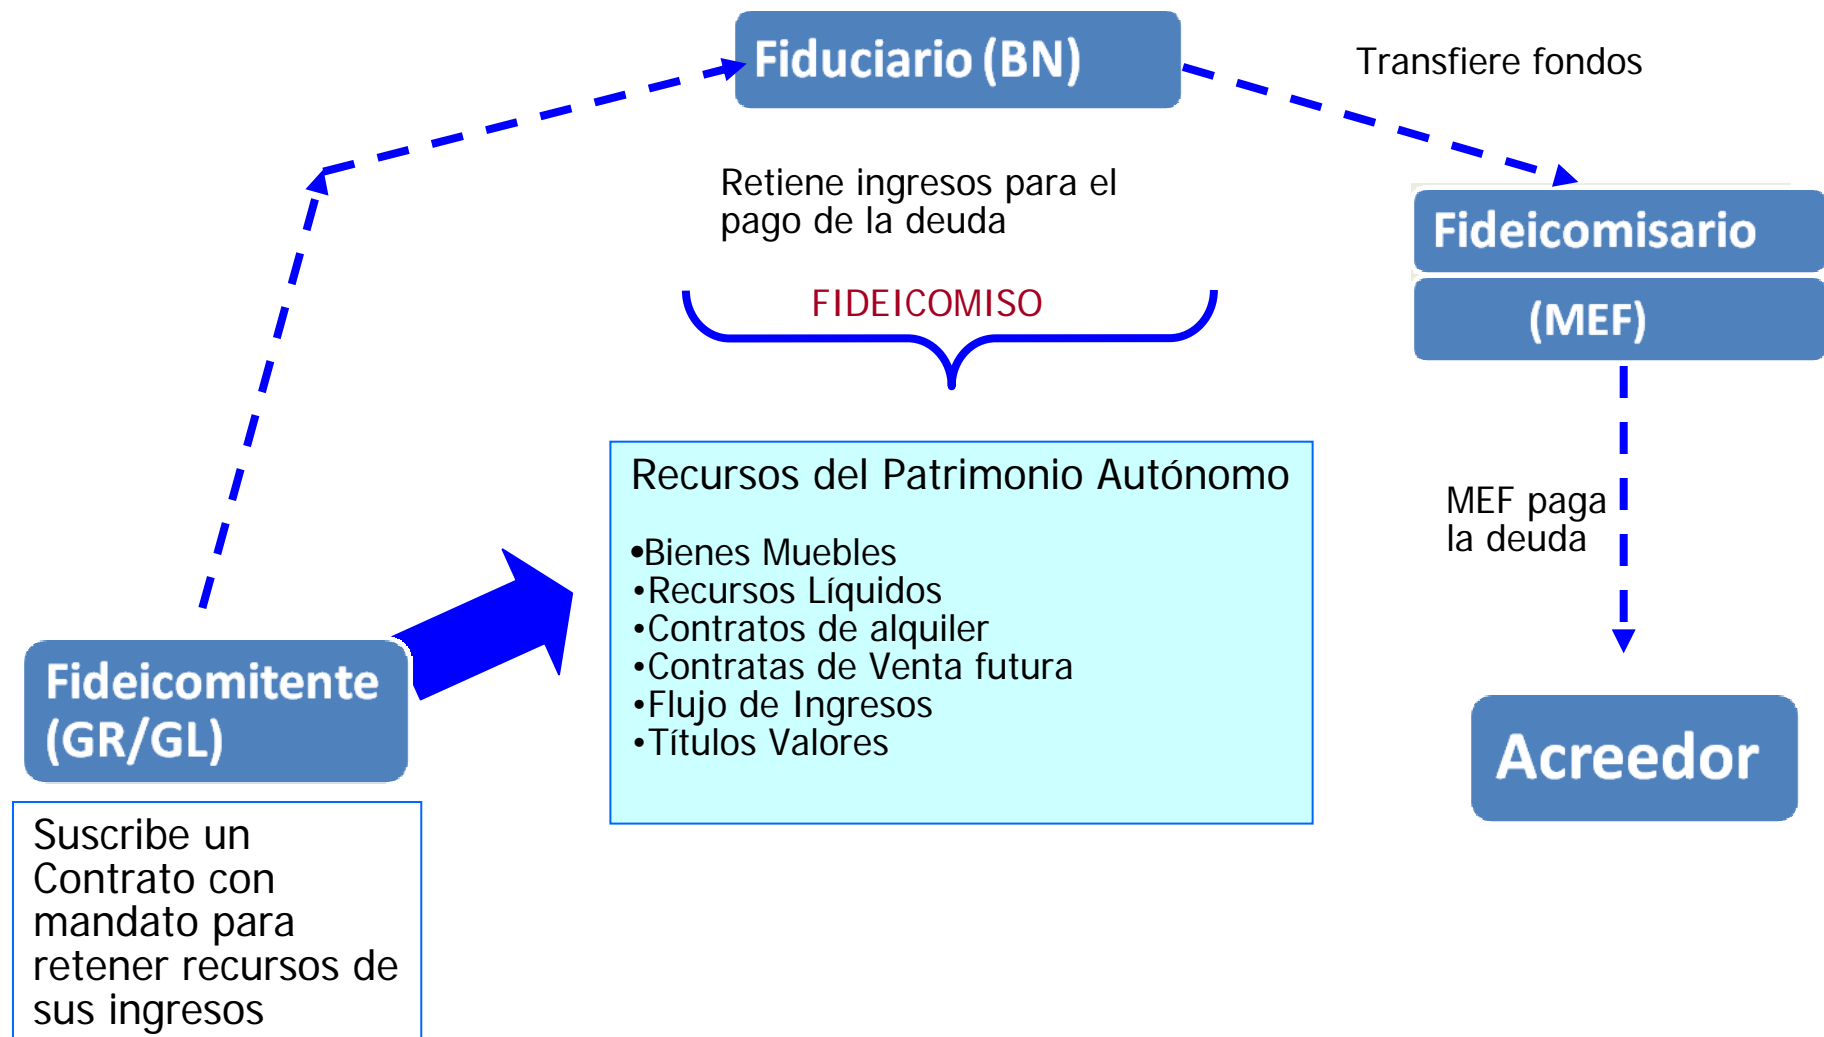 Fiduciario (BN)
Transfiere fondos
Retiene ingresos para el
pago de la deuda
Fideicomisario
(MEF)
FIDEICOMISO
Recursos del Patrimonio Autónomo
•Bienes Muebles
•Recursos Líquidos
•Contratos de alquiler
•Contratas de Venta futura
•Flujo de Ingresos
•Títulos Valores
MEF paga
la deuda
Fideicomitente
(GR/GL)
Acreedor
Suscribe un
Contrato con
mandato para
retener recursos de
sus ingresos